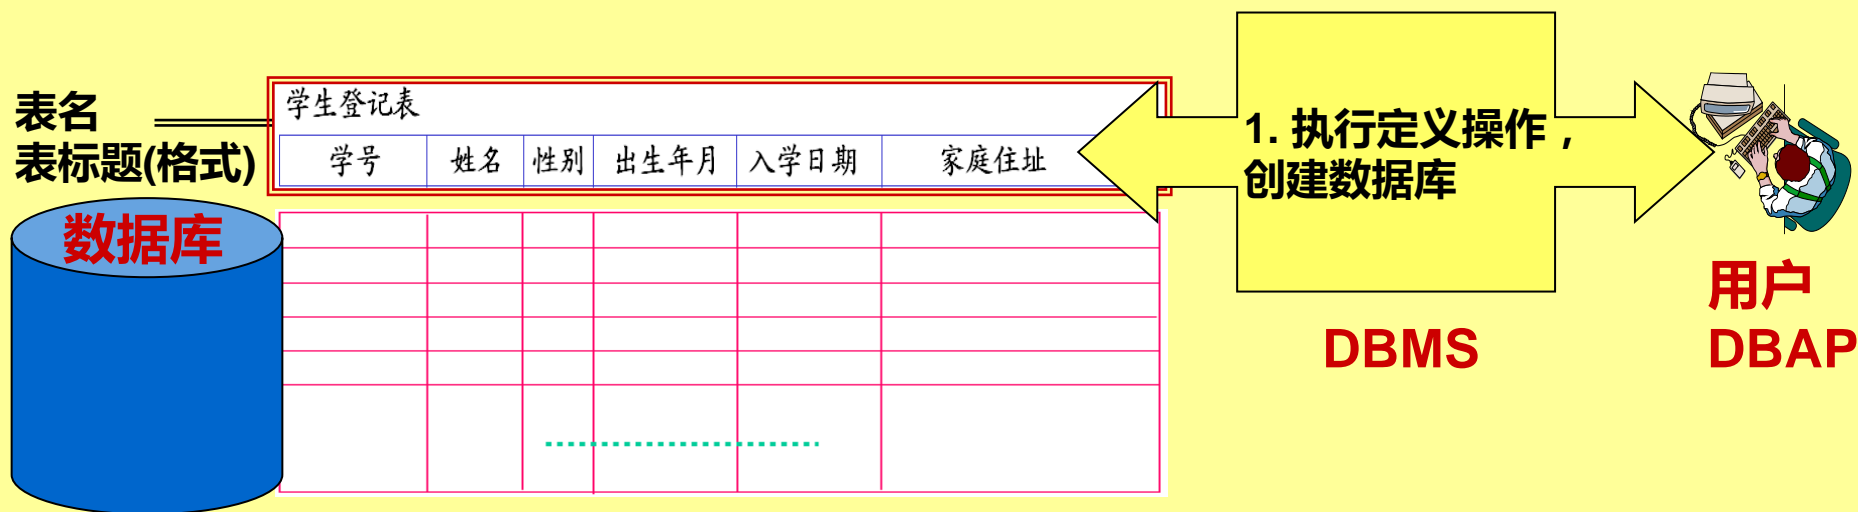 表名
表标题(格式)
学生登记表
学号 姓名 性别 出生年月 入学日期 家庭住址
1. 执行定义操作，
创建数据库
数据库
DBMS
用户
DBAP